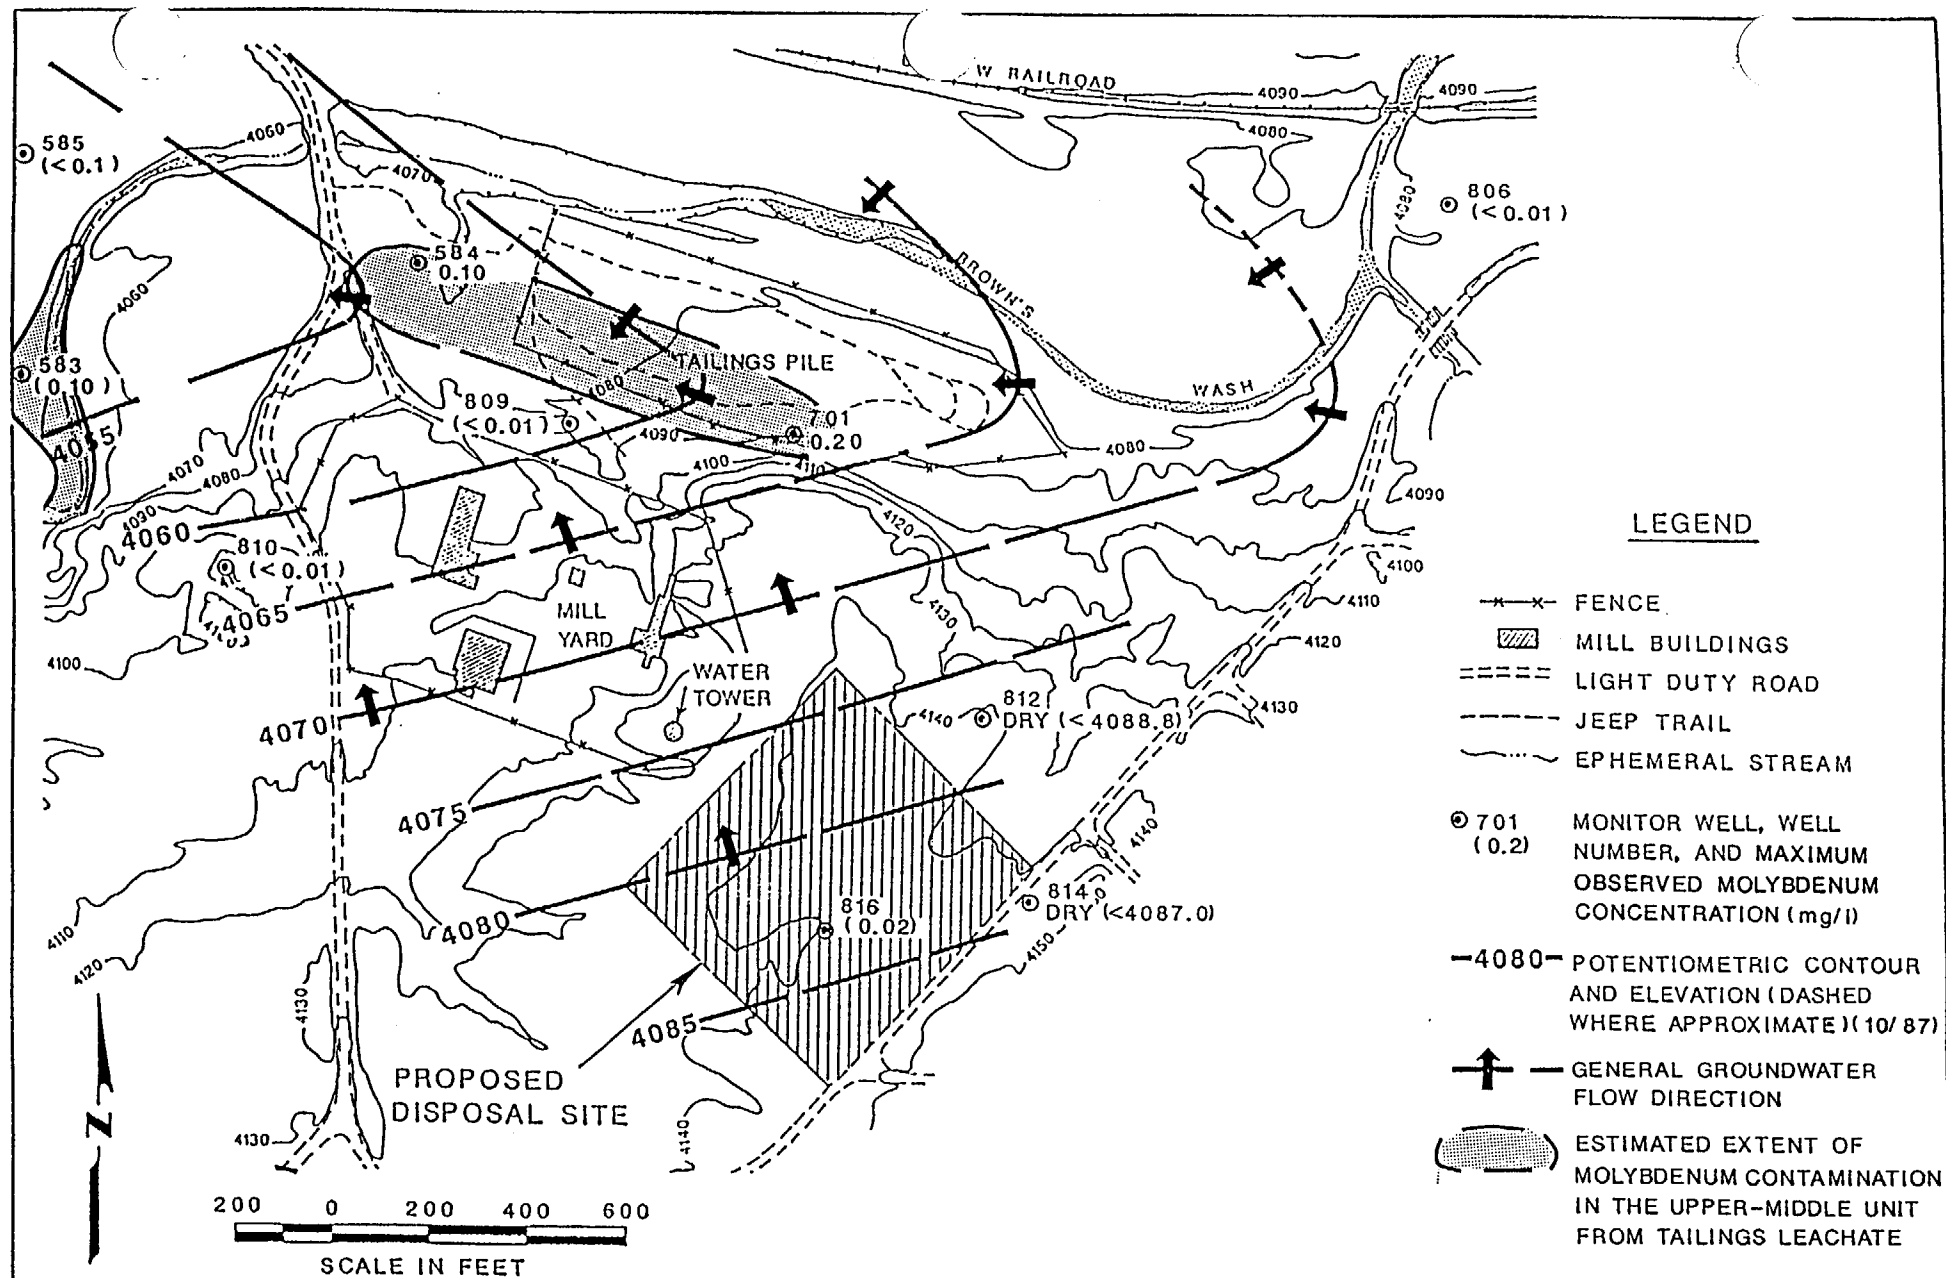 W RAILROAD
4090
4090
4080
4060
585
(<0.1)
4070
4080
806
(<0.01)
584
0.10
BROWN'S
4060
583
(0.10)
TAILINGS PILE
4080
WASH
809
(<0.01)
701
0.20
4055
4090
4100
4110
4080
4070
4080
4090
4090
4060
4120
810
(<0.01)
4100
4065
MILL
YARD
4130
4110
4120
4100
WATER
TOWER
4070
812
DRY (<4088.8)
4140
4130
4075
4140
814
DRY (<4087.0)
816
(0.02)
4080
4110
4120
4150
4130
4085
PROPOSED
DISPOSAL SITE
4130
4140
N
200 0 200 400 600
SCALE IN FEET
LEGEND
FENCE
MILL BUILDINGS
LIGHT DUTY ROAD
JEEP TRAIL
EPHEMERAL STREAM
701
(0.2)
MONITOR WELL, WELL
NUMBER, AND MAXIMUM
OBSERVED MOLYBDENUM
CONCENTRATION (mg/l)
4080
POTENTIOMETRIC CONTOUR
AND ELEVATION (DASHED
WHERE APPROXIMATE)(10/87)
GENERAL GROUNDWATER
FLOW DIRECTION
ESTIMATED EXTENT OF
MOLYBDENUM CONTAMINATION
IN THE UPPER-MIDDLE UNIT
FROM TAILINGS LEACHATE